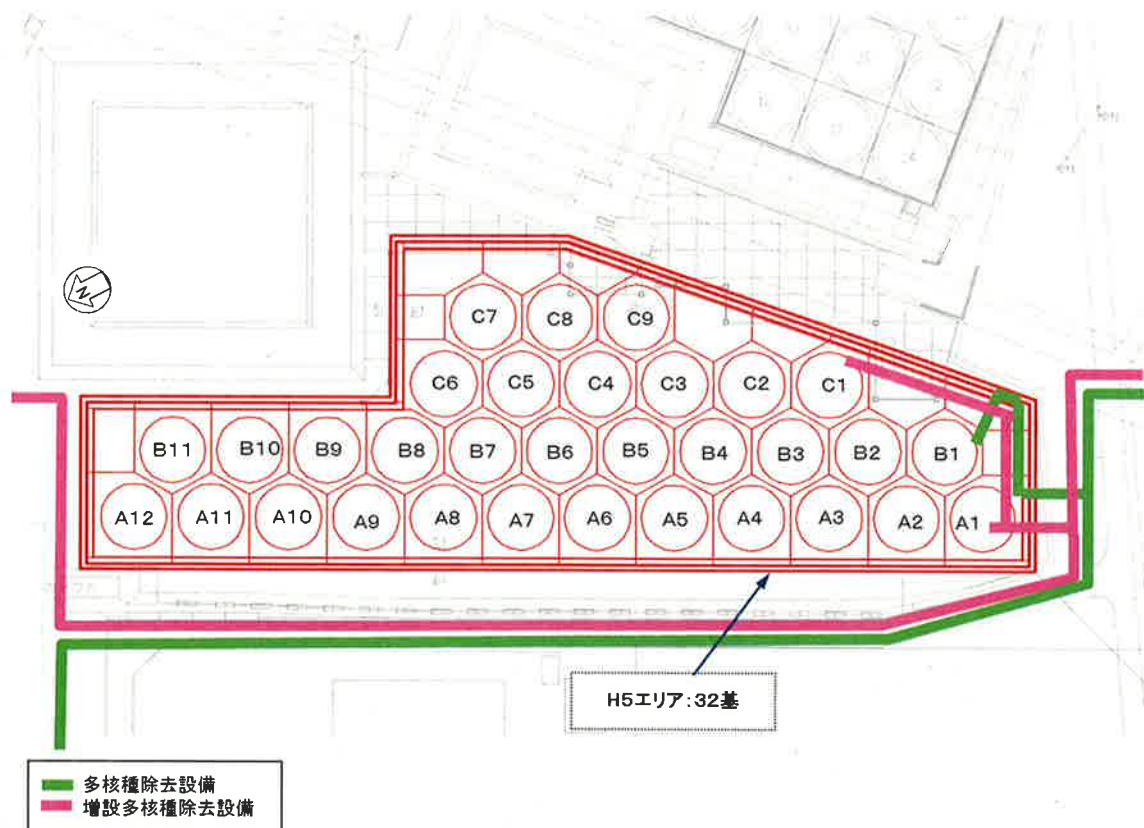 N
C7 C8 C9
C6 C5 C4 C3 C2 C1
B11 B10 B9 B8 B7 B6 B5 B4 B3 B2 B1
A12 A11 A10 A9 A8 A7 A6 A5 A4 A3 A2 A1
H5エリア:32基
多核種除去設備
増設多核種除去設備